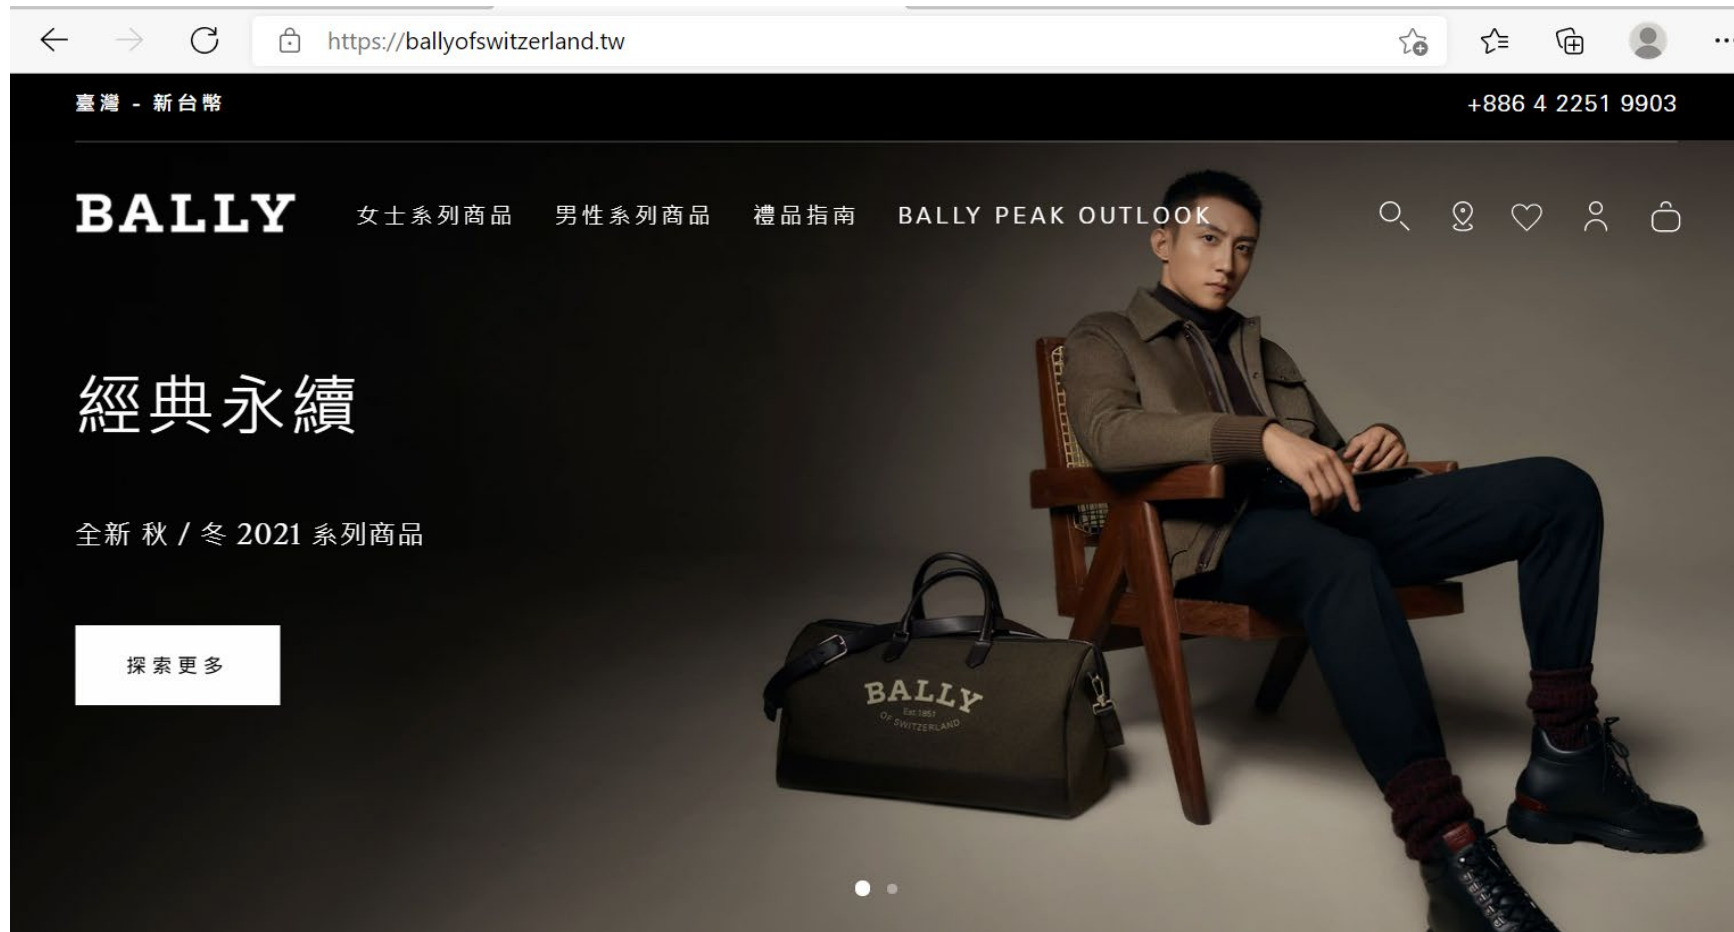 https://ballyofswitzerland.tw
臺灣 - 新台幣
+886 4 2251 9903
BALLY
女士系列商品
男性系列商品
禮品指南
BALLY PEAK OUTLOOK
經典永續
全新 秋 / 冬 2021 系列商品
探索更多
BALLY
Est.1851
OF SWITZERLAND